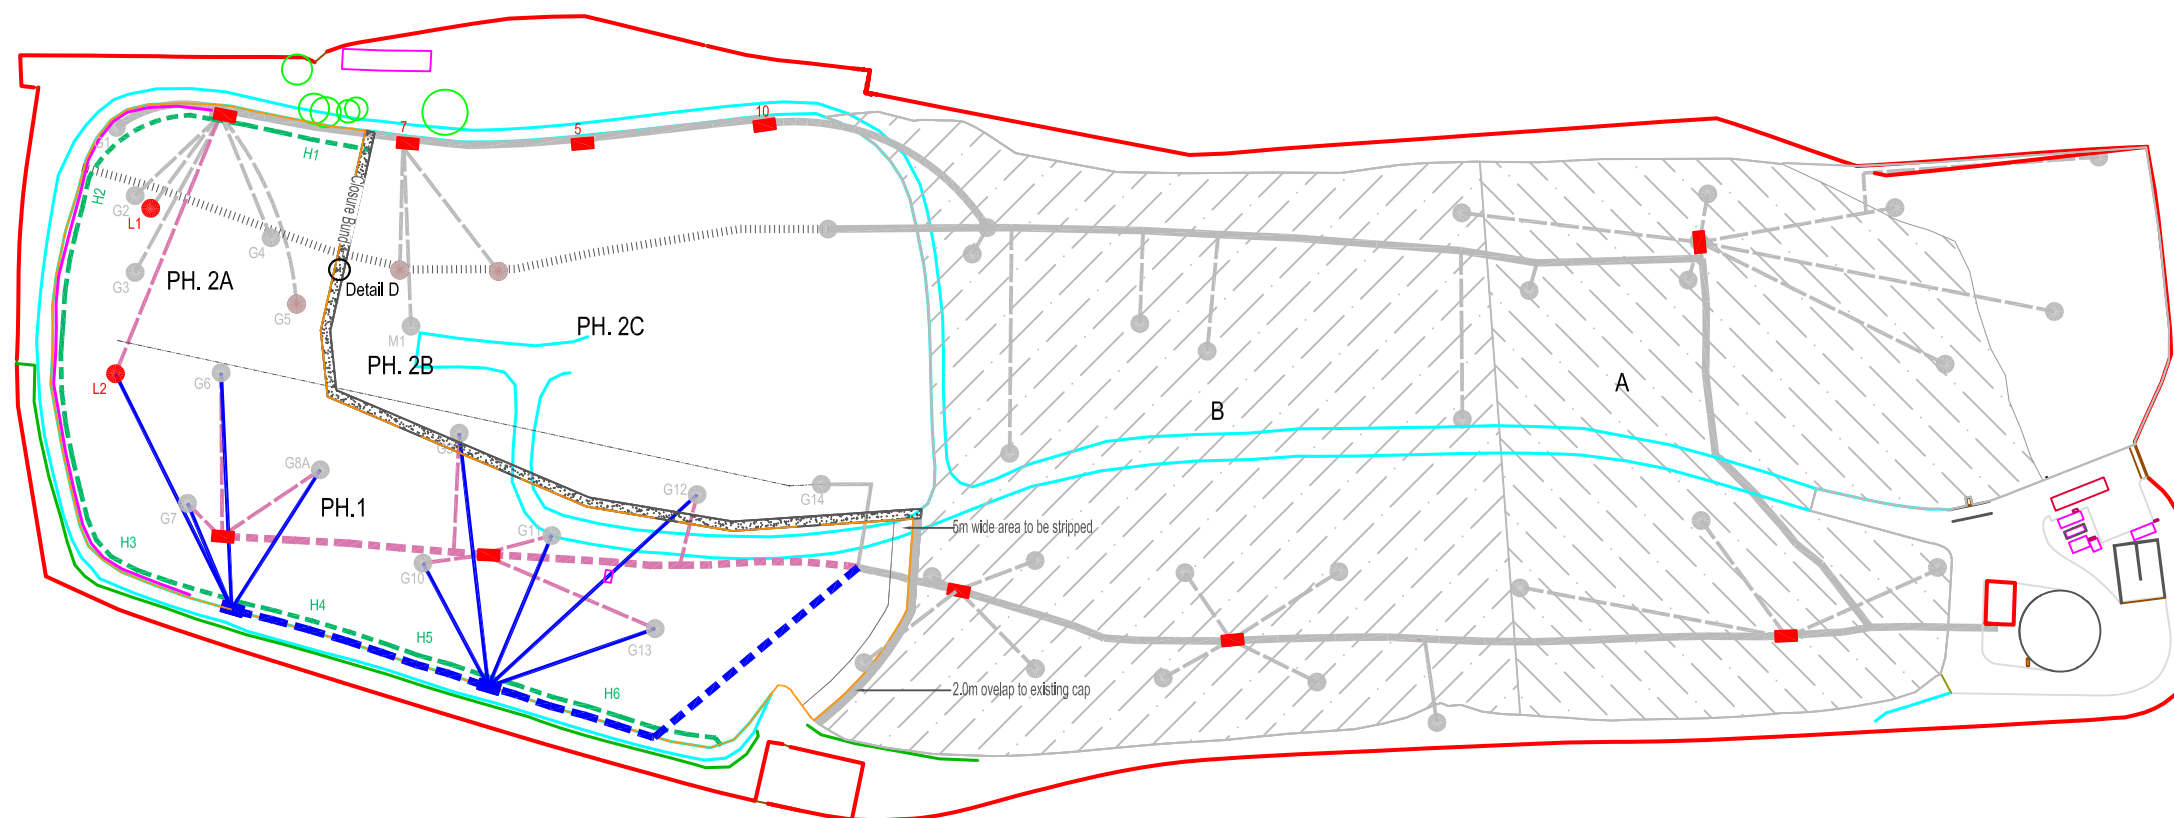 10
7
5
G1
H1
Closure Bund
H2
G2
L1
G4
G3
PH. 2A
Detail D
G5
M1
PH. 2C
PH. 2B
A
L2
G6
B
G9
G8A
G12
G14
PH.1
G7
G11
5m wide area to be stripped
H3
G10
H4
H5
G13
H6
2.0m ovelap to existing cap